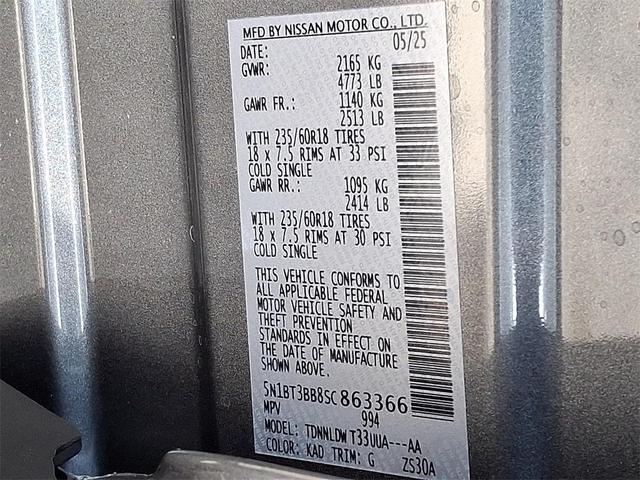 MFD BY NISSAN MOTOR CO., LTD.
DATE: 05/25
GVWR: 2165 KG
4773 LB
GAWR FR.: 1140 KG
2513 LB
WITH 235/60R18 TIRES
18 x 7.5 RIMS AT 33 PSI
COLD SINGLE
GAWR RR.: 1095 KG
2414 LB
WITH 235/60R18 TIRES
18 x 7.5 RIMS AT 30 PSI
COLD SINGLE
THIS VEHICLE CONFORMS TO
ALL APPLICABLE FEDERAL
MOTOR VEHICLE SAFETY AND
THEFT PREVENTION
STANDARDS IN EFFECT ON
THE DATE OF MANUFACTURE
SHOWN ABOVE.
5N1BT3BB8SC863366
MPV 994
MODEL: TDNNLDW T33UUA---AA
COLOR: KAD TRIM: G ZS30A